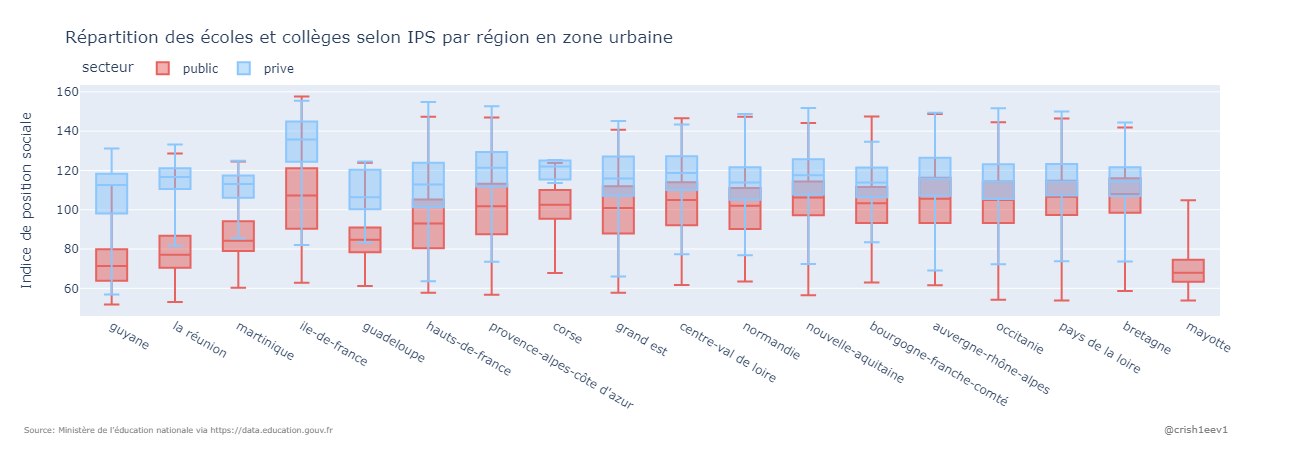 Répartition des écoles et collèges selon IPS par région en zone urbaine
secteur public prive
Indice de position sociale
160
140
120
100
80
60
guyane
la réunion
martinique
ile-de-france
guadeloupe
hauts-de-france
provence-alpes-côte d'azur
corse
grand est
centre-val de loire
normandie
nouvelle-aquitaine
bourgogne-franche-comté
auvergne-rhône-alpes
occitanie
pays de la loire
bretagne
mayotte
Source: Ministère de l'éducation nationale via https://data.education.gouv.fr
@crish1eev1